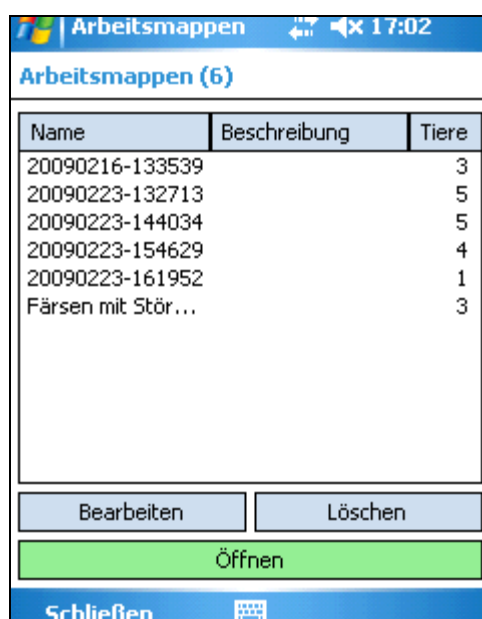 Arbeitsmappen 17:02
Arbeitsmappen (6)
Name Beschreibung Tiere
20090216-133539 3
20090223-132713 5
20090223-144034 5
20090223-154629 4
20090223-161952 1
Färsen mit Stör... 3
Bearbeiten Löschen
Öffnen
Schließen